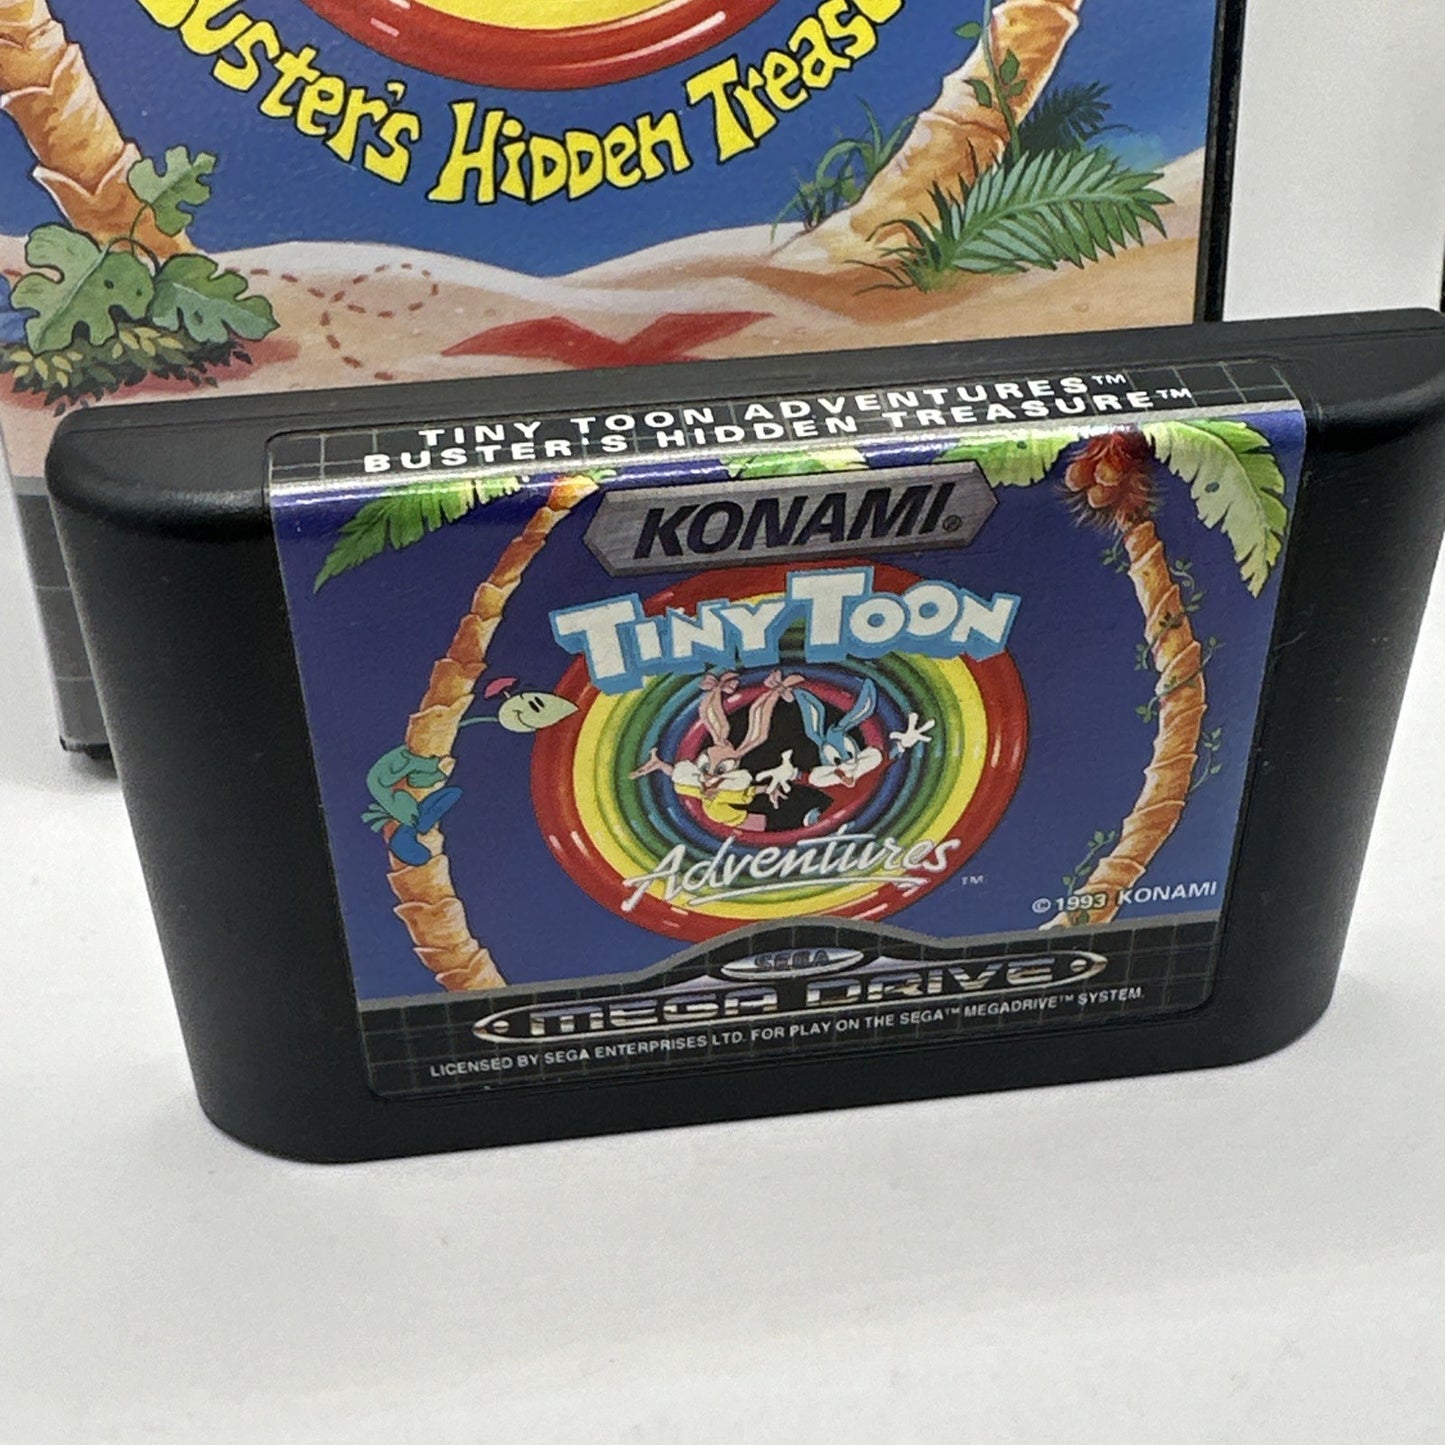 Buster's Hidden
TINY TOON ADVENTURES™
BUSTER'S HIDDEN TREASURE™
KONAMI®
TINY TOON
Adventures ™
© 1993 KONAMI
SEGA
MEGA DRIVE
LICENSED BY SEGA ENTERPRISES LTD. FOR PLAY ON THE SEGA™ MEGADRIVE™ SYSTEM.